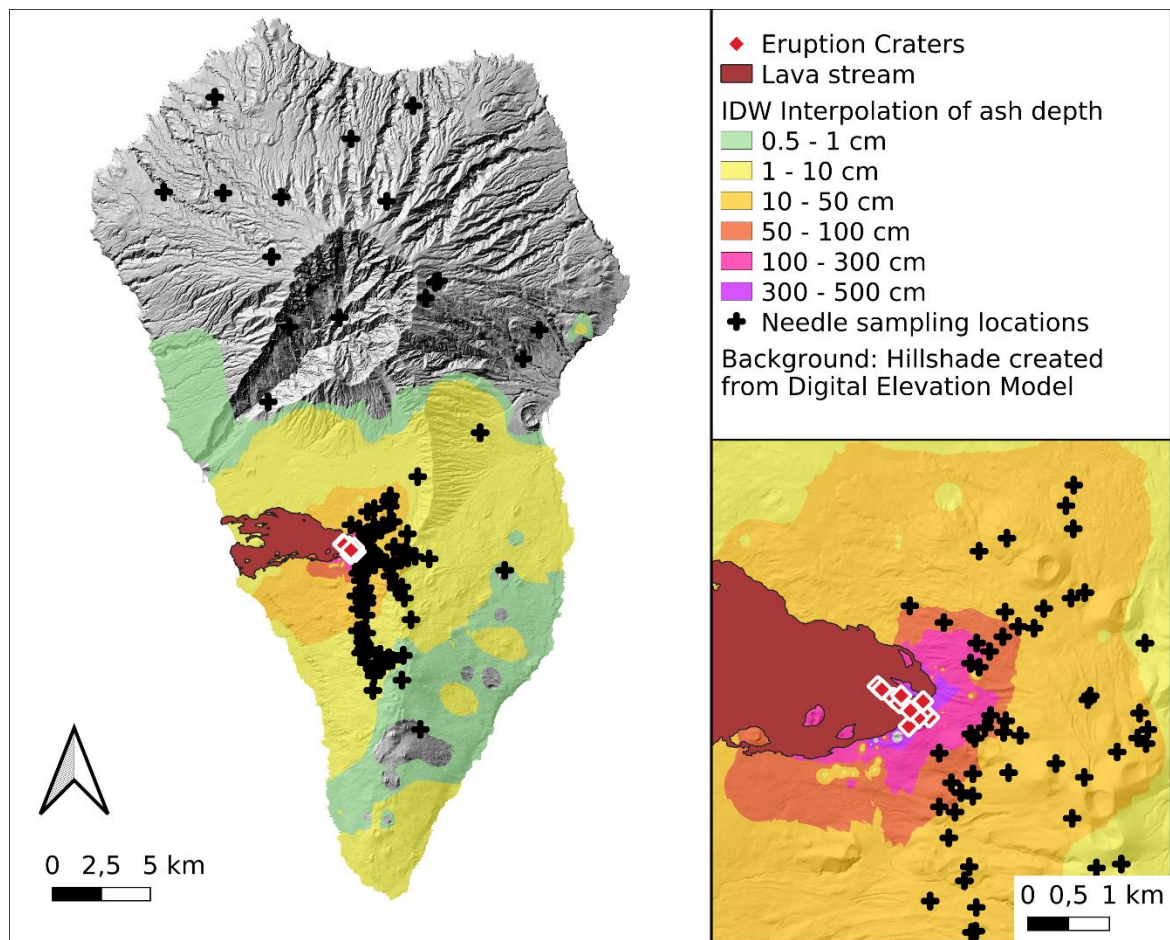 Eruption Craters
Lava stream
IDW Interpolation of ash depth
0.5 - 1 cm
1 - 10 cm
10 - 50 cm
50 - 100 cm
100 - 300 cm
300 - 500 cm
Needle sampling locations
Background: Hillshade created
from Digital Elevation Model
0 2,5 5 km
0 0,5 1 km